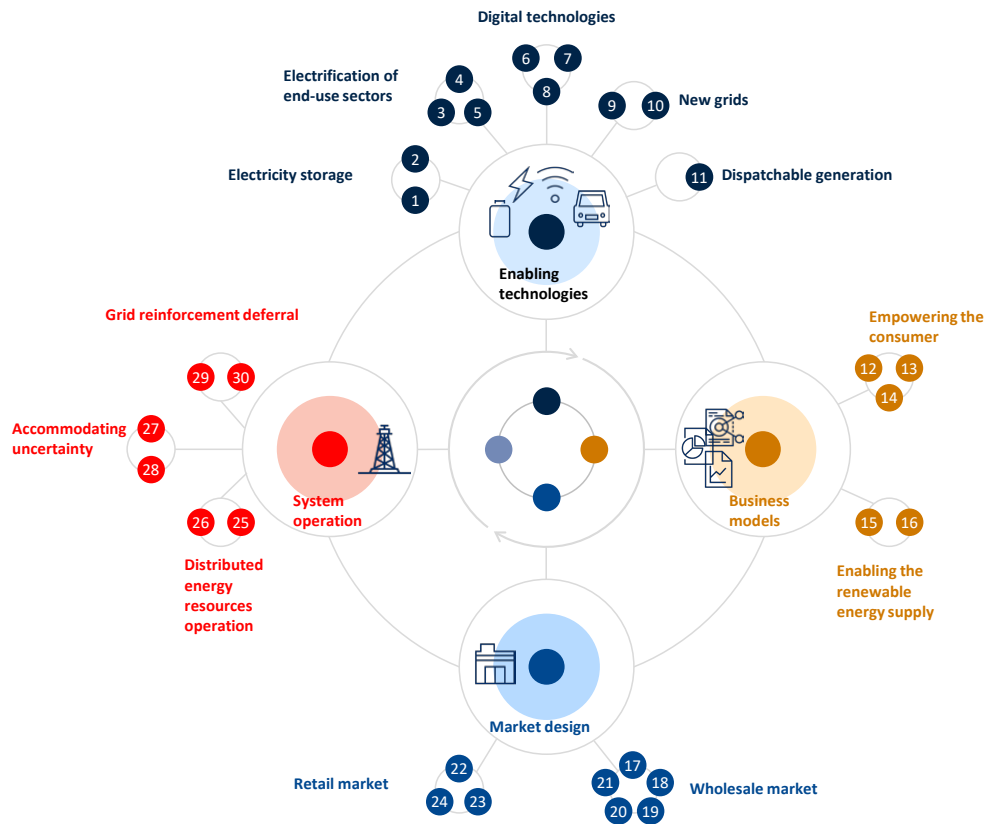 Digital technologies
6
7
8
Electrification of
end-use sectors
4
3
5
9
10
New grids
Electricity storage
2
1
11
Dispatchable generation
Enabling
technologies
Grid reinforcement deferral
29
30
Empowering the
consumer
12
13
14
Accommodating
uncertainty
27
28
System
operation
Business
models
26
25
Distributed
energy
resources
operation
15
16
Enabling the
renewable
energy supply
Market design
Retail market
22
24
23
17
21
18
20
19
Wholesale market